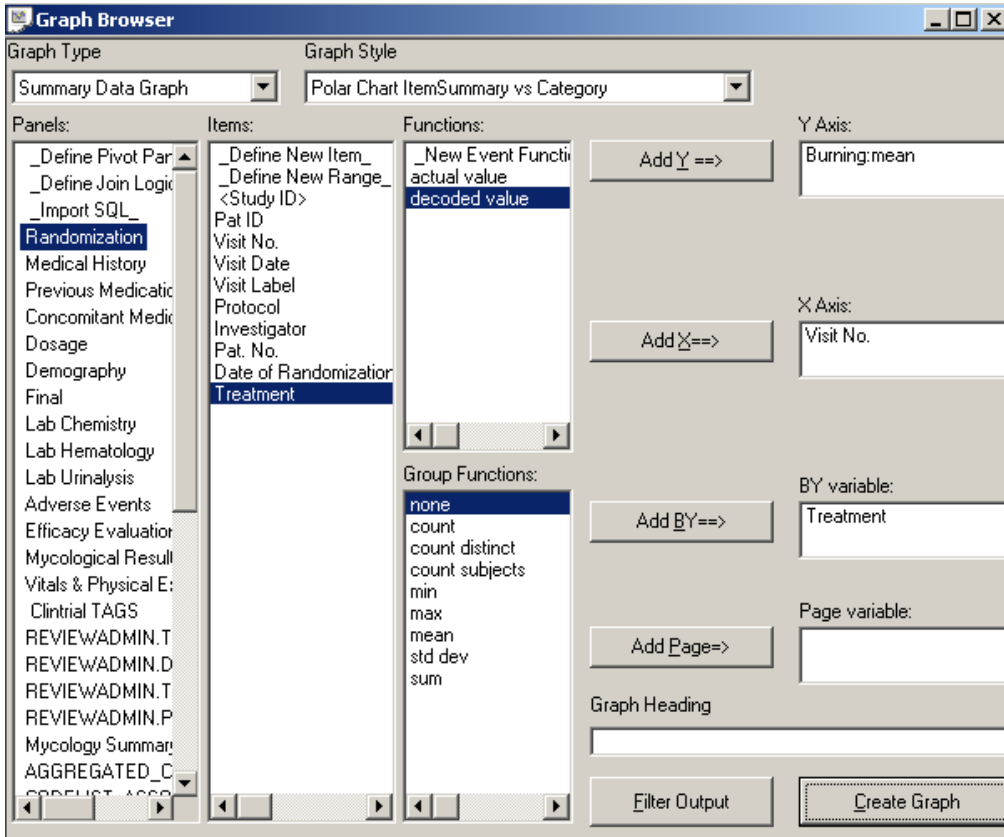 Graph Browser
Graph Type
Graph Style
Summary Data Graph
Polar Chart ItemSummary vs Category
Panels:
_Define Pivot Par
_Define Join Logic
_Import SQL_
Randomization
Medical History
Previous Medicatic
Concomitant Medic
Dosage
Demography
Final
Lab Chemistry
Lab Hematology
Lab Urinalysis
Adverse Events
Efficacy Evaluation
Mycological Result
Vitals & Physical E
Clintrial TAGS
REVIEWADMIN.T
REVIEWADMIN.D
REVIEWADMIN.T
REVIEWADMIN.P
Mycology Summary
AGGREGATED_C
Items:
_Define New Item_
_Define New Range_
<Study ID>
Pat ID
Visit No.
Visit Date
Visit Label
Protocol
Investigator
Pat. No.
Date of Randomization
Treatment
Functions:
_New Event Functi
actual value
decoded value
Group Functions:
none
count
count distinct
count subjects
min
max
mean
std dev
sum
Add Y ==>
Add X==>
Add BY==>
Add Page=>
Y Axis:
Burning:mean
X Axis:
Visit No.
BY variable:
Treatment
Page variable:
Graph Heading
Filter Output
Create Graph